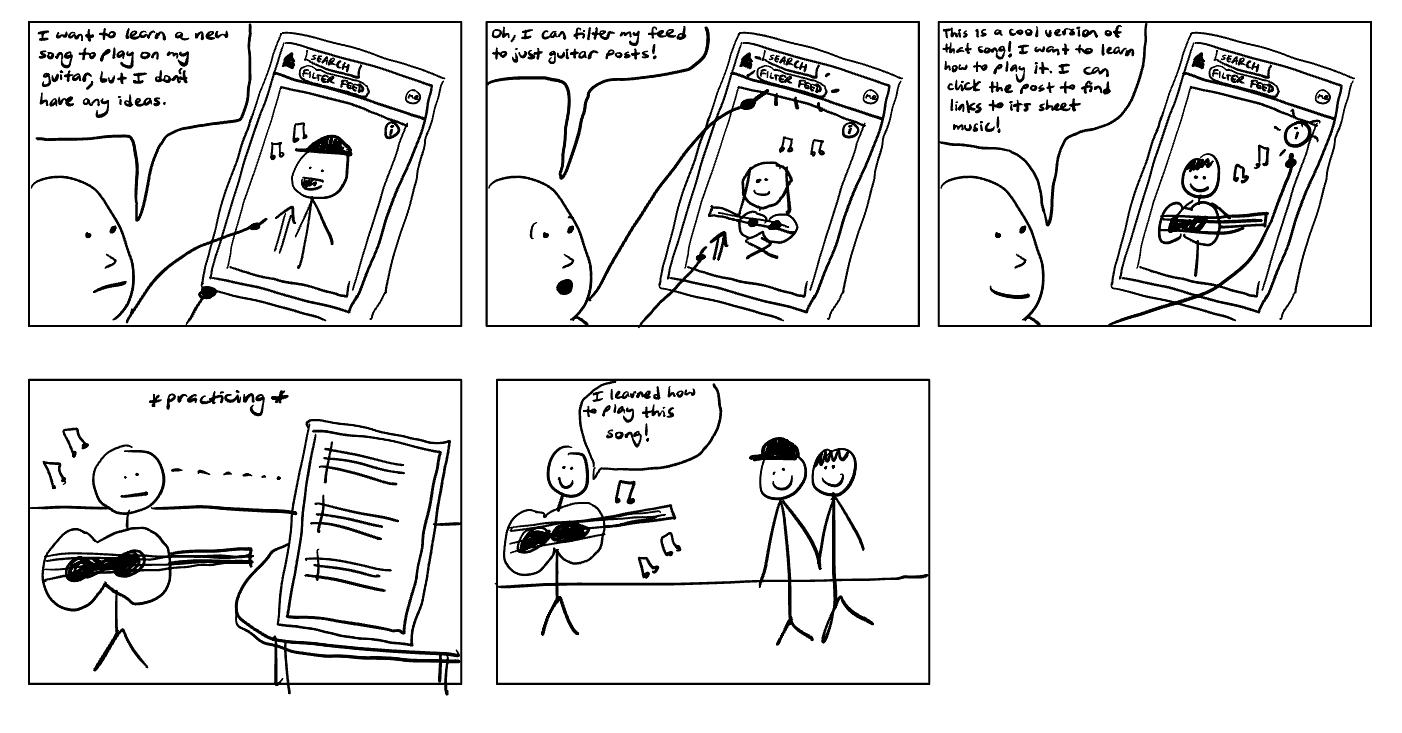 I want to learn a new
song to play on my
guitar, but I don't
have any ideas.
SEARCH
FILTER FEED
me
i
Oh, I can filter my feed
to just guitar posts!
SEARCH
FILTER FEED
me
i
This is a cool version of
that song! I want to learn
how to play it. I can
click the post to find
links to its sheet
music!
SEARCH
FILTER FEED
me
i
*practicing*
I learned how
to play this
song!